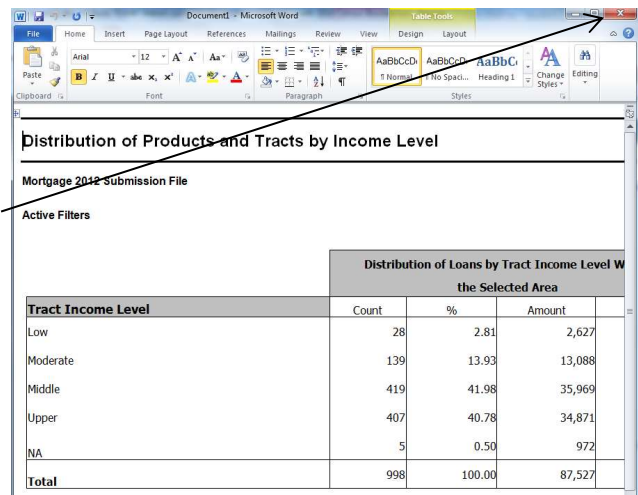 Document1 - Microsoft Word Table Tools
File Home Insert Page Layout References Mailings Review View Design Layout
Arial 12 A A Aa
Paste B I U abe x₂ x² A A
AaBbCcDc AaBbCcD AaBbC
¶ Normal No Spaci... Heading 1 Change Styles Editing
Clipboard Font Paragraph Styles
Distribution of Products and Tracts by Income Level
Mortgage 2012 Submission File
Active Filters
Distribution of Loans by Tract Income Level W
the Selected Area
Tract Income Level Count % Amount
Low 28 2.81 2,627
Moderate 139 13.93 13,088
Middle 419 41.98 35,969
Upper 407 40.78 34,871
NA 5 0.50 972
Total 998 100.00 87,527